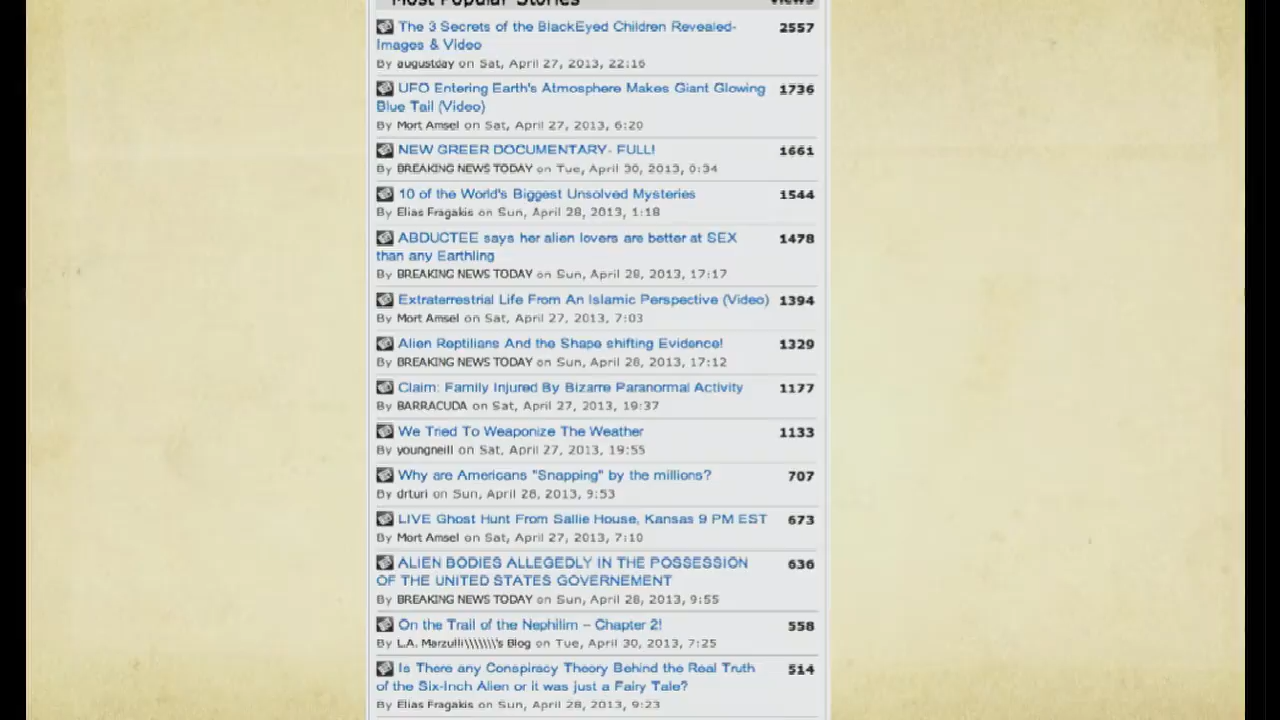 Most Popular Stories Views
The 3 Secrets of the BlackEyed Children Revealed- 2557
Images & Video
By augustday on Sat, April 27, 2013, 22:16
UFO Entering Earth's Atmosphere Makes Giant Glowing 1736
Blue Tail (Video)
By Mort Amsel on Sat, April 27, 2013, 6:20
NEW GREER DOCUMENTARY- FULL! 1661
By BREAKING NEWS TODAY on Tue, April 30, 2013, 0:34
10 of the World's Biggest Unsolved Mysteries 1544
By Elias Fragakis on Sun, April 28, 2013, 1:18
ABDUCTEE says her alien lovers are better at SEX 1478
than any Earthling
By BREAKING NEWS TODAY on Sun, April 28, 2013, 17:17
Extraterrestrial Life From An Islamic Perspective (Video) 1394
By Mort Amsel on Sat, April 27, 2013, 7:03
Alien Reptilians And the Shape shifting Evidence! 1329
By BREAKING NEWS TODAY on Sun, April 28, 2013, 17:12
Claim: Family Injured By Bizarre Paranormal Activity 1177
By BARRACUDA on Sat, April 27, 2013, 19:37
We Tried To Weaponize The Weather 1133
By youngneill on Sat, April 27, 2013, 19:55
Why are Americans "Snapping" by the millions? 707
By drturi on Sun, April 28, 2013, 9:53
LIVE Ghost Hunt From Sallie House, Kansas 9 PM EST 673
By Mort Amsel on Sat, April 27, 2013, 7:10
ALIEN BODIES ALLEGEDLY IN THE POSSESSION 636
OF THE UNITED STATES GOVERNEMENT
By BREAKING NEWS TODAY on Sun, April 28, 2013, 9:55
On the Trail of the Nephilim – Chapter 2! 558
By L.A. Marzulli\\\\\\\'s Blog on Tue, April 30, 2013, 7:25
Is There any Conspiracy Theory Behind the Real Truth 514
of the Six-Inch Alien or it was just a Fairy Tale?
By Elias Fragakis on Sun, April 28, 2013, 9:23